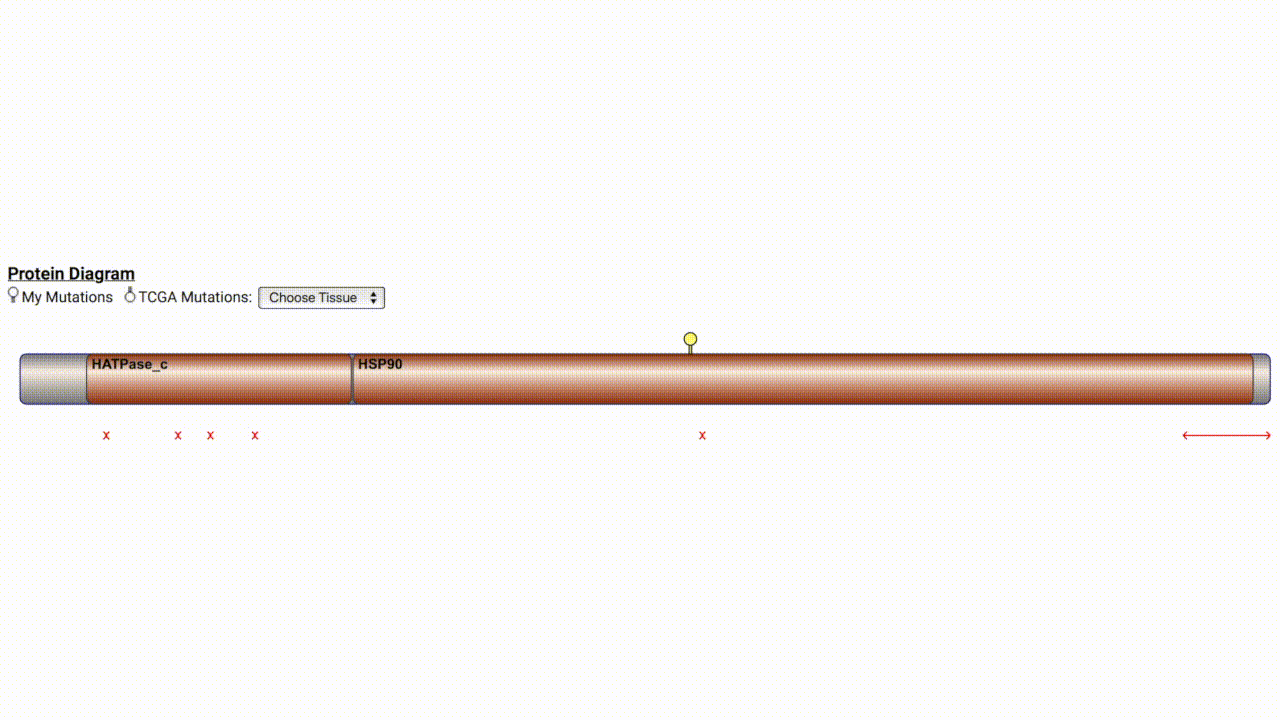 Protein Diagram
My Mutations TCGA Mutations: Choose Tissue
HATPase_c HSP90
x x x x x